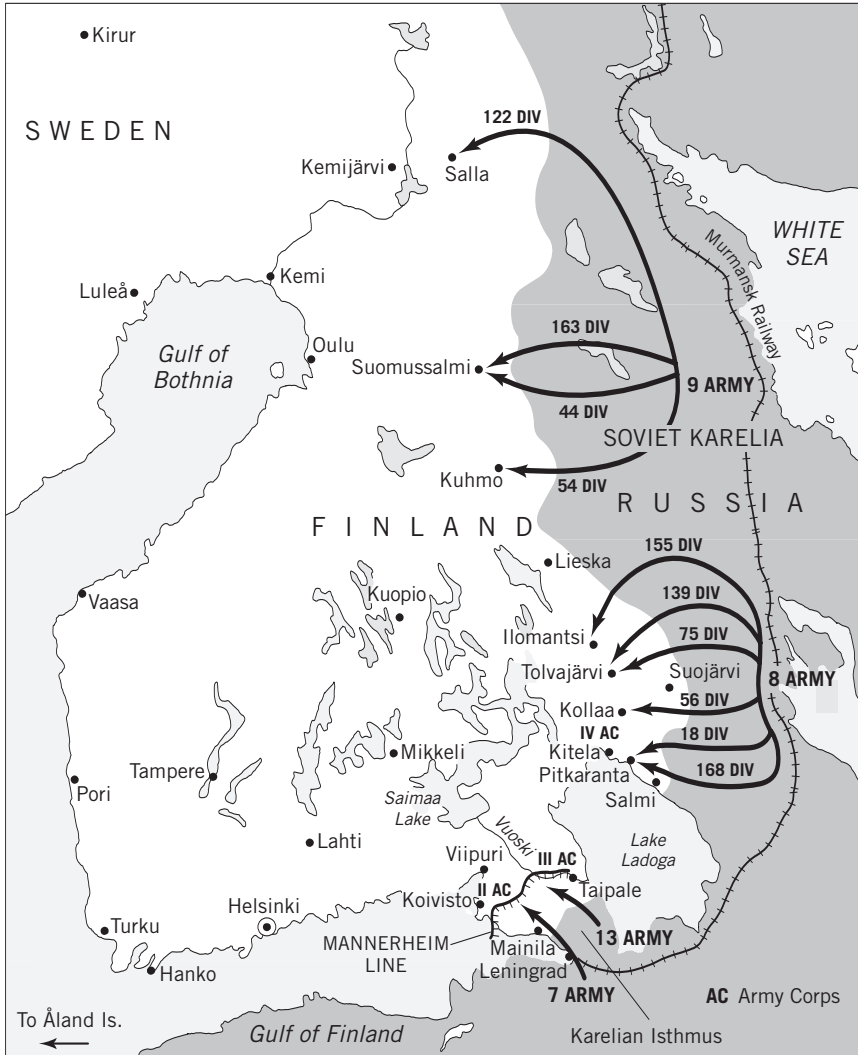 Kirur
SWEDEN
122 DIV
Kemijärvi
Salla
WHITE
SEA
Murmansk Railway
Kemi
Luleå
Gulf of
Bothnia
Oulu
163 DIV
Suomussalmi
9 ARMY
44 DIV
SOVIET KARELIA
Kuhmo
54 DIV
RUSSIA
FINLAND
155 DIV
Lieska
Vaasa
Kuopio
139 DIV
Ilomantsi
75 DIV
Tolvajärvi
Suojärvi
8 ARMY
56 DIV
Kollaa
IV AC
18 DIV
Kitela
Mikkeli
Pitkaranta
168 DIV
Tampere
Pori
Salmi
Saimaa
Lake
Vuoski
Lahti
Lake
Ladoga
Viipuri
III AC
II AC
Taipale
Koivisto
Helsinki
Turku
MANNERHEIM
LINE
Mainila
13 ARMY
Leningrad
Hanko
7 ARMY
AC Army Corps
To Åland Is.
Gulf of Finland
Karelian Isthmus